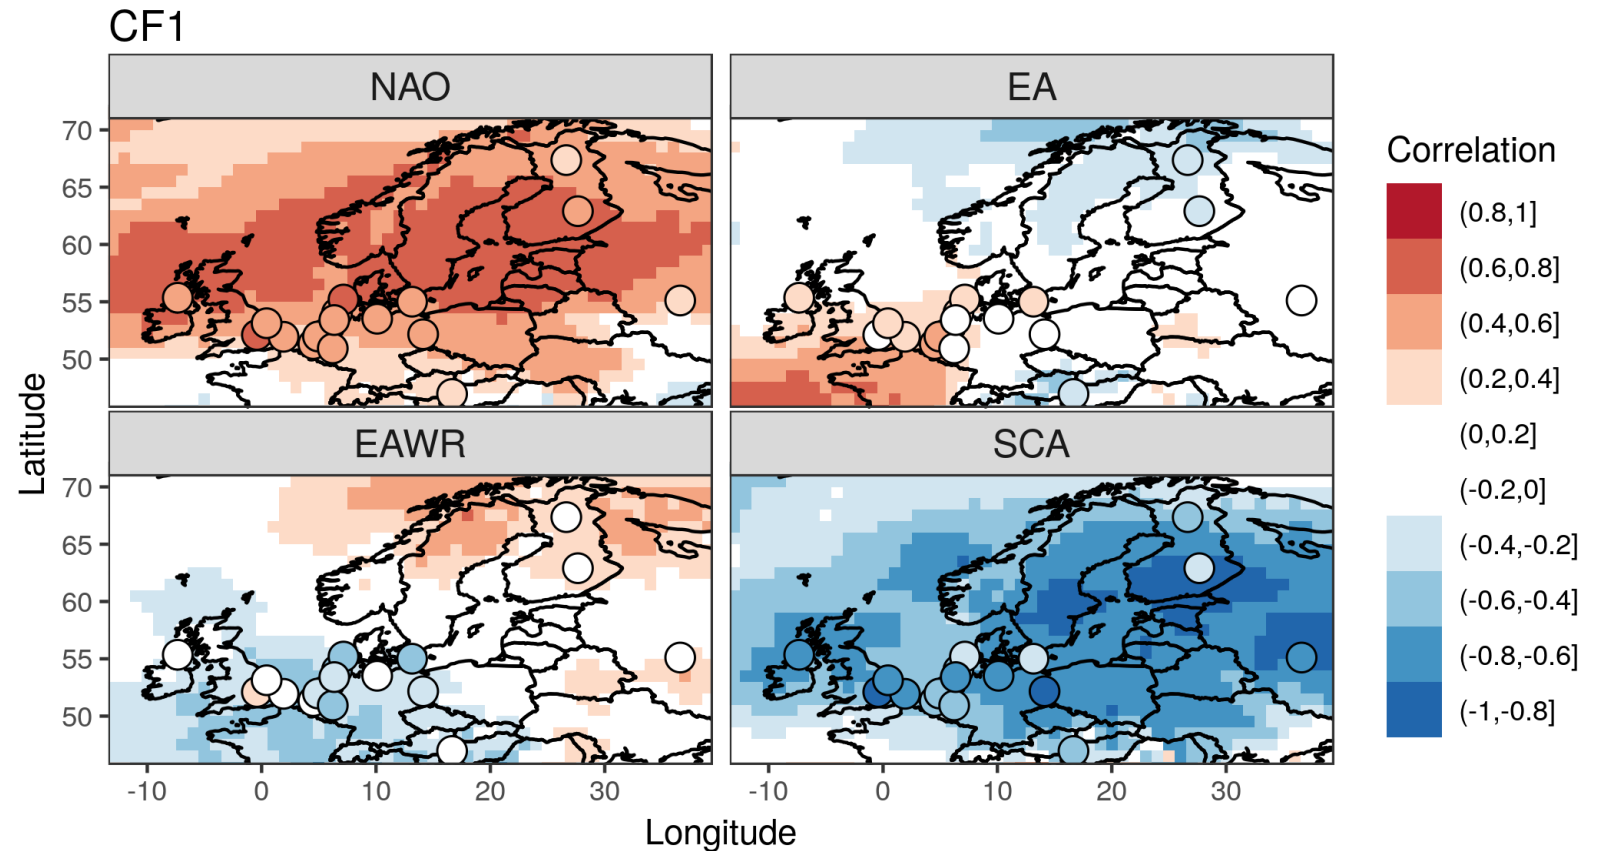 CF1
NAO
EA
70
65
60
55
50
EAWR
SCA
70
65
60
55
50
-10 0 10 20 30
-10 0 10 20 30
Longitude
Latitude
Correlation
(0.8,1]
(0.6,0.8]
(0.4,0.6]
(0.2,0.4]
(0,0.2]
(-0.2,0]
(-0.4,-0.2]
(-0.6,-0.4]
(-0.8,-0.6]
(-1,-0.8]